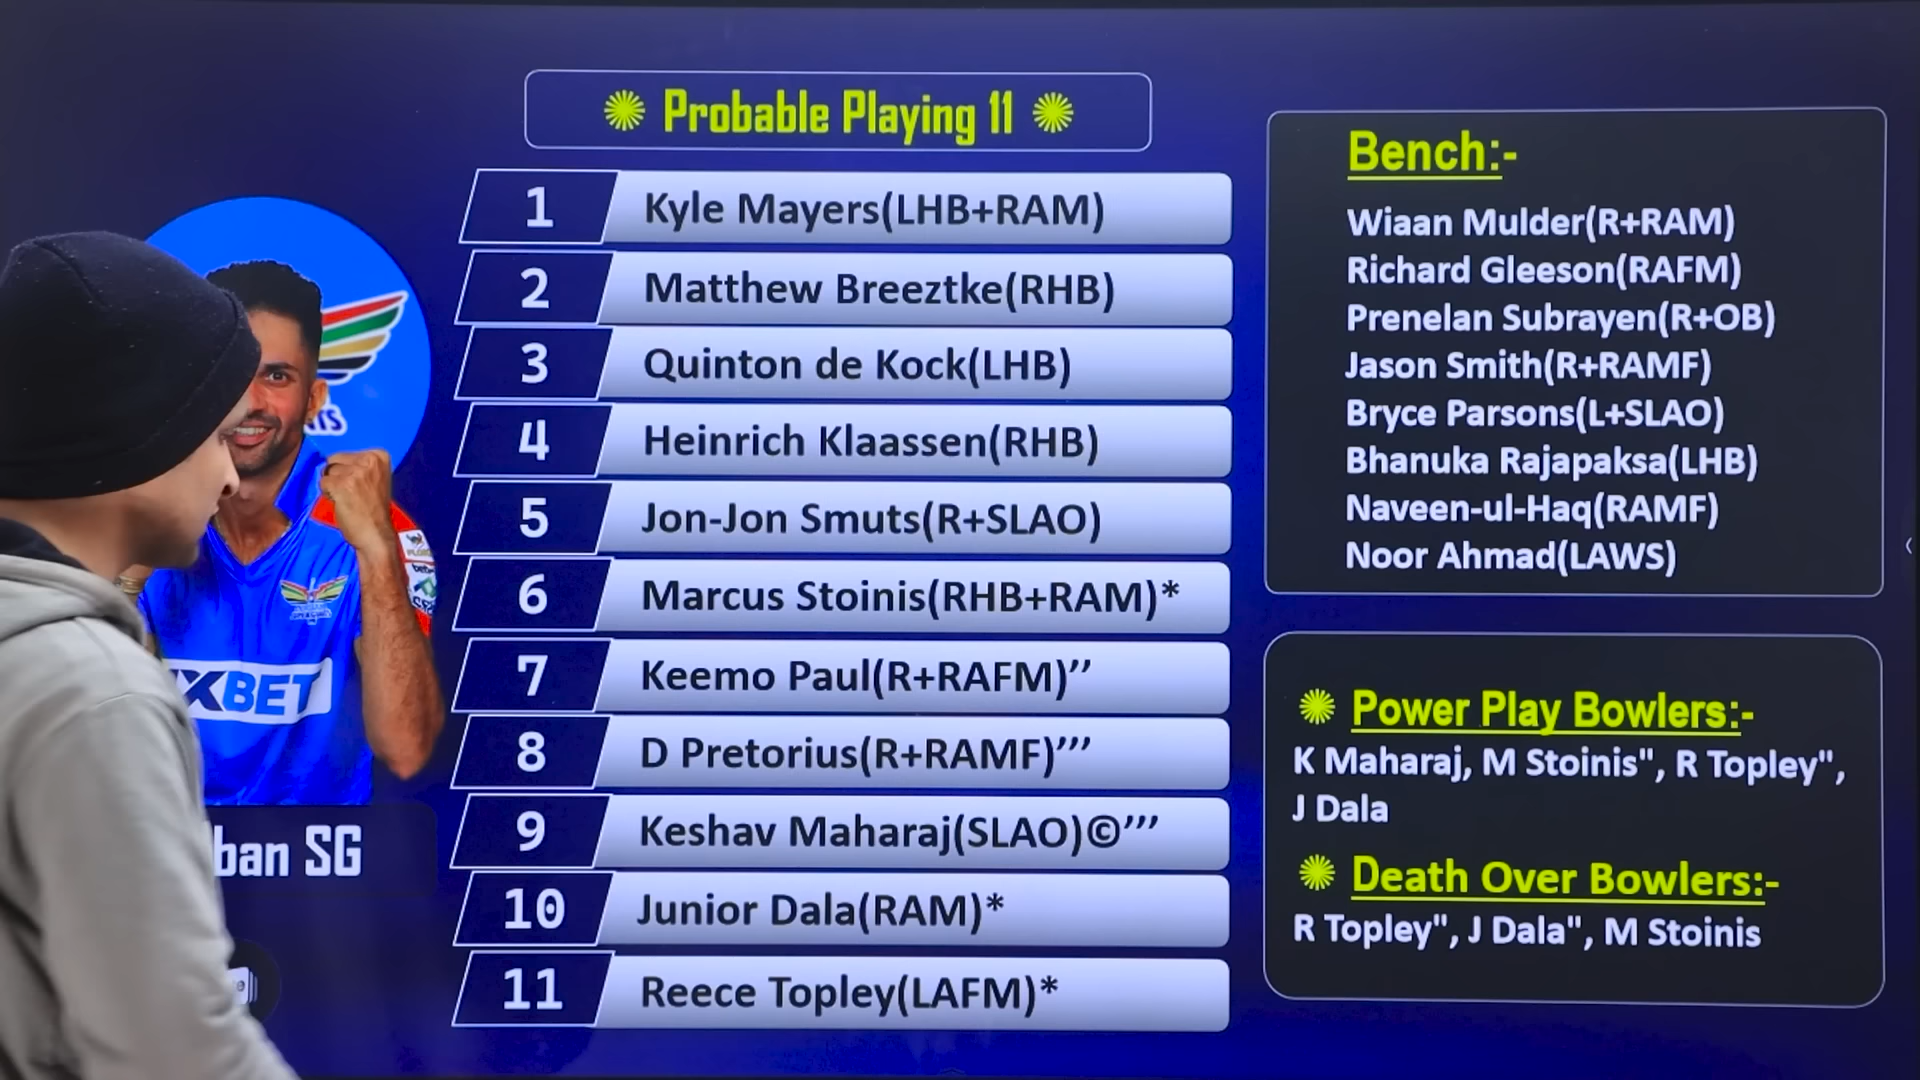 Probable Playing 11
1 Kyle Mayers(LHB+RAM)
2 Matthew Breeztke(RHB)
3 Quinton de Kock(LHB)
4 Heinrich Klaassen(RHB)
5 Jon-Jon Smuts(R+SLAO)
6 Marcus Stoinis(RHB+RAM)*
7 Keemo Paul(R+RAFM)’’
8 D Pretorius(R+RAMF)’’’
9 Keshav Maharaj(SLAO)©’’’
10 Junior Dala(RAM)*
11 Reece Topley(LAFM)*
Bench:-
Wiaan Mulder(R+RAM)
Richard Gleeson(RAFM)
Prenelan Subrayen(R+OB)
Jason Smith(R+RAMF)
Bryce Parsons(L+SLAO)
Bhanuka Rajapaksa(LHB)
Naveen-ul-Haq(RAMF)
Noor Ahmad(LAWS)
Power Play Bowlers:-
K Maharaj, M Stoinis", R Topley",
J Dala
Death Over Bowlers:-
R Topley", J Dala", M Stoinis
XBET
ban SG